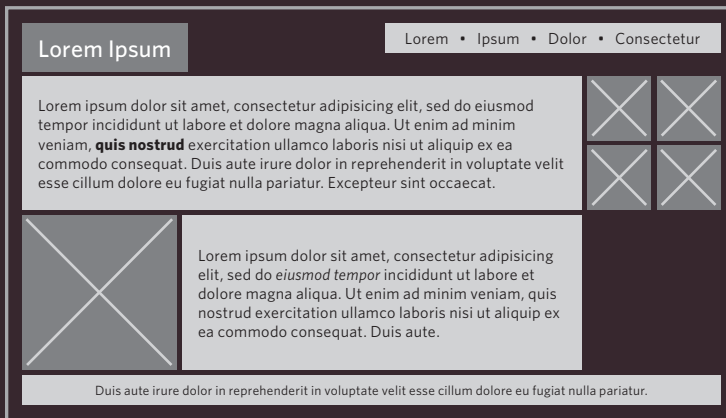 Lorem Ipsum
Lorem • Ipsum • Dolor • Consectetur
Lorem ipsum dolor sit amet, consectetur adipisicing elit, sed do eiusmod
tempor incididunt ut labore et dolore magna aliqua. Ut enim ad minim
veniam, quis nostrud exercitation ullamco laboris nisi ut aliquip ex ea
commodo consequat. Duis aute irure dolor in reprehenderit in voluptate velit
esse cillum dolore eu fugiat nulla pariatur. Excepteur sint occaecat.
Lorem ipsum dolor sit amet, consectetur adipisicing
elit, sed do eiusmod tempor incididunt ut labore et
dolore magna aliqua. Ut enim ad minim veniam, quis
nostrud exercitation ullamco laboris nisi ut aliquip ex
ea commodo consequat. Duis aute.
Duis aute irure dolor in reprehenderit in voluptate velit esse cillum dolore eu fugiat nulla pariatur.